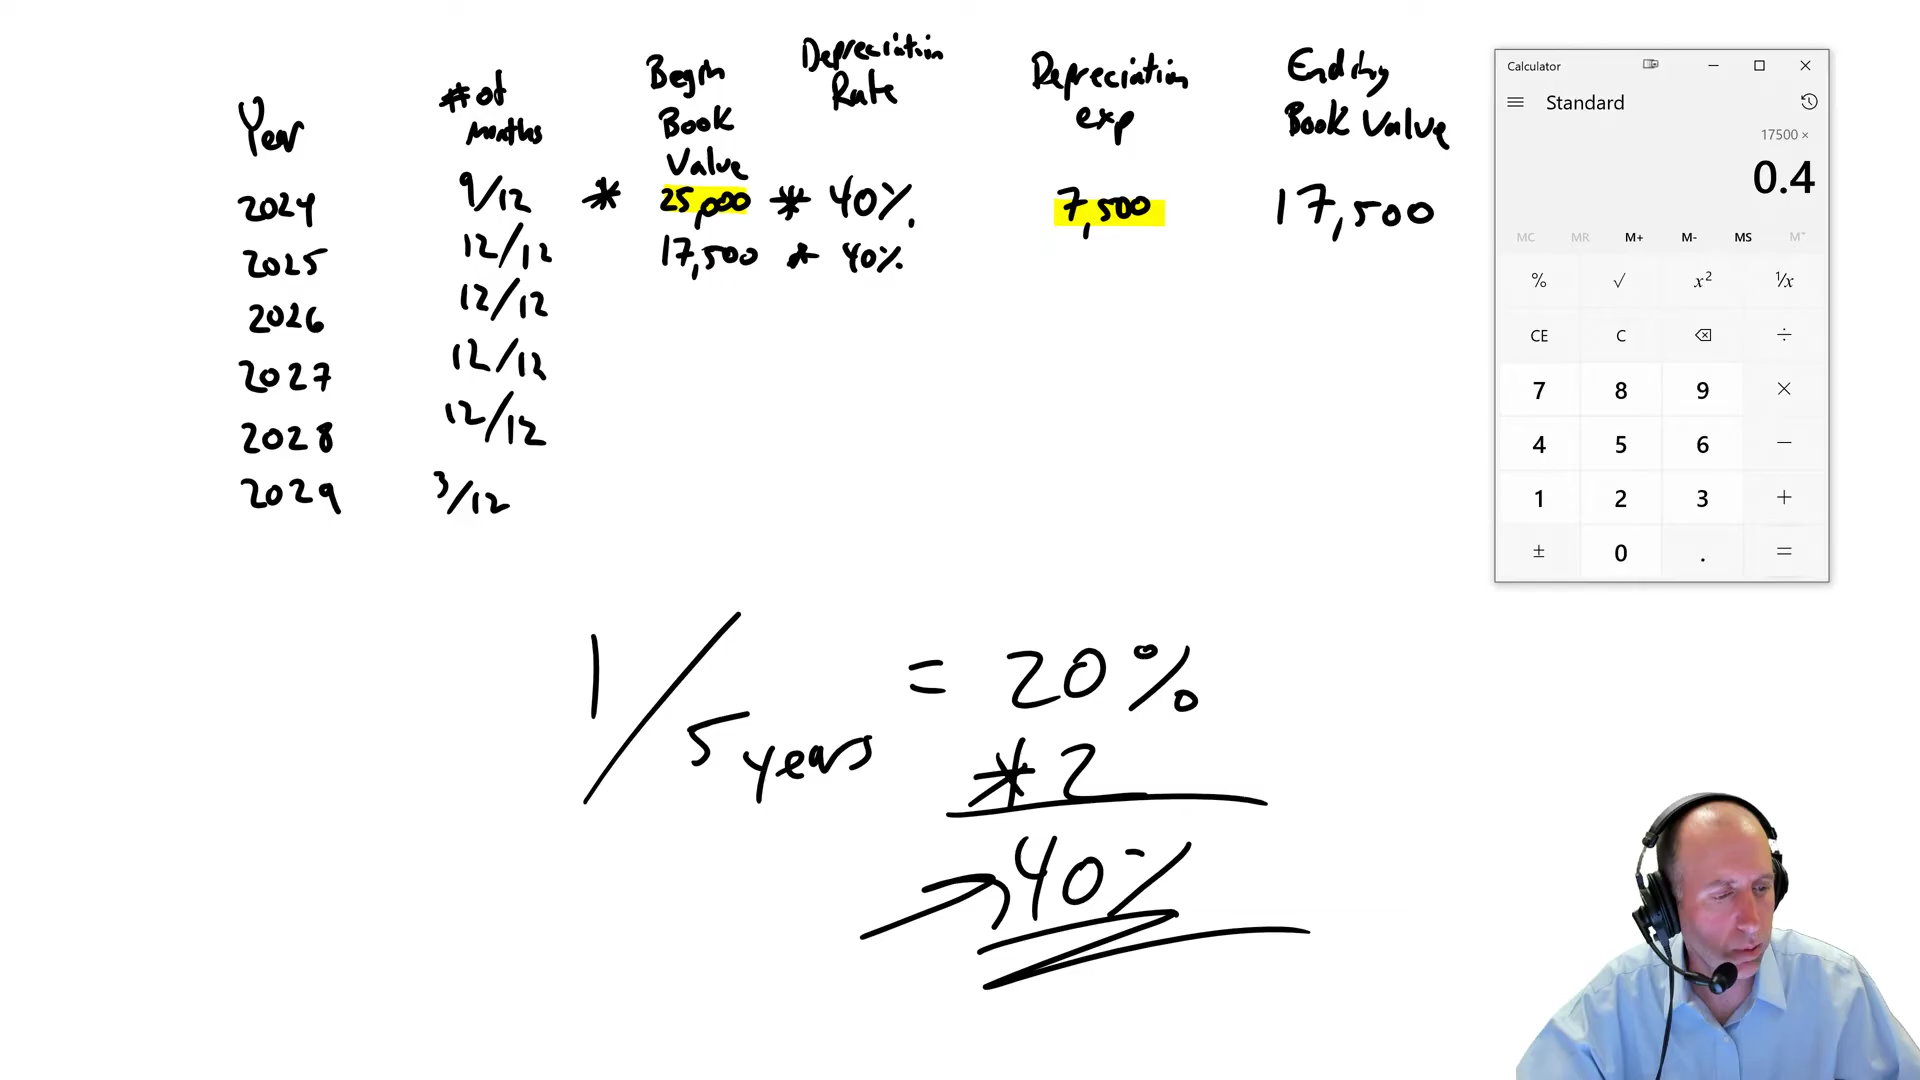 Year # of months Begin Book Value Depreciation Rate Depreciation exp Ending Book Value
2024 9/12 * 25,000 * 40%. 7,500 17,500
2025 12/12 17,500 * 40%
2026 12/12
2027 12/12
2028 12/12
2029 3/12
1/5 years = 20%
*2
40%
Calculator
Standard
17500 ×
0.4
MC MR M+ M- MS M˅
% √ x² ¹/x
CE C ⌫ ÷
7 8 9 ×
4 5 6 −
1 2 3 +
± 0 . =